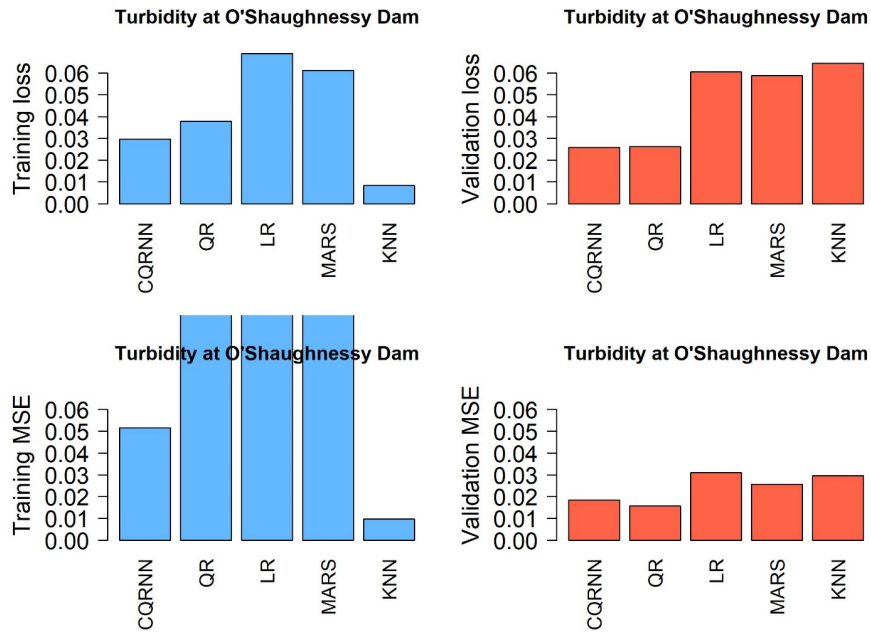 Turbidity at O'Shaughnessy Dam
Training loss
0.06
0.05
0.04
0.03
0.02
0.01
0.00
CQRNN
QR
LR
MARS
KNN
Turbidity at O'Shaughnessy Dam
Validation loss
0.06
0.05
0.04
0.03
0.02
0.01
0.00
CQRNN
QR
LR
MARS
KNN
Turbidity at O'Shaughnessy Dam
Training MSE
0.06
0.05
0.04
0.03
0.02
0.01
0.00
CQRNN
QR
LR
MARS
KNN
Turbidity at O'Shaughnessy Dam
Validation MSE
0.06
0.05
0.04
0.03
0.02
0.01
0.00
CQRNN
QR
LR
MARS
KNN